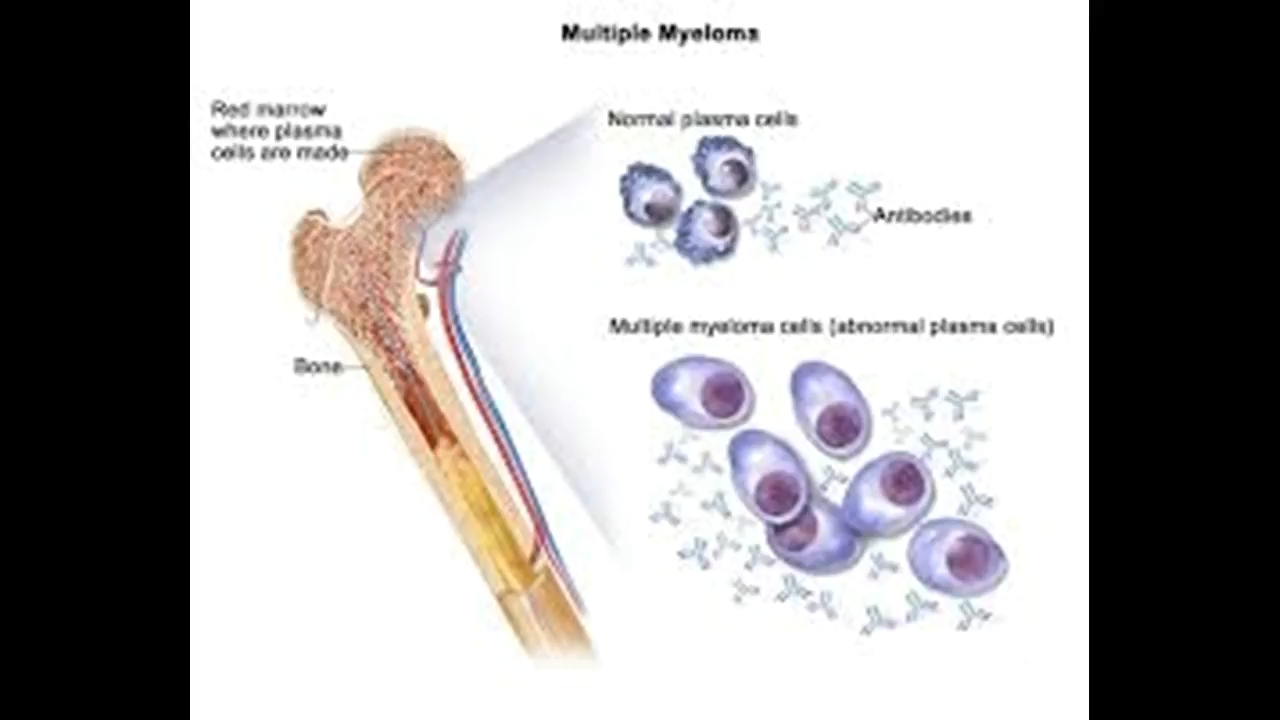 Multiple Myeloma
Red marrow
where plasma
cells are made
Normal plasma cells
Antibodies
Multiple myeloma cells (abnormal plasma cells)
Bone